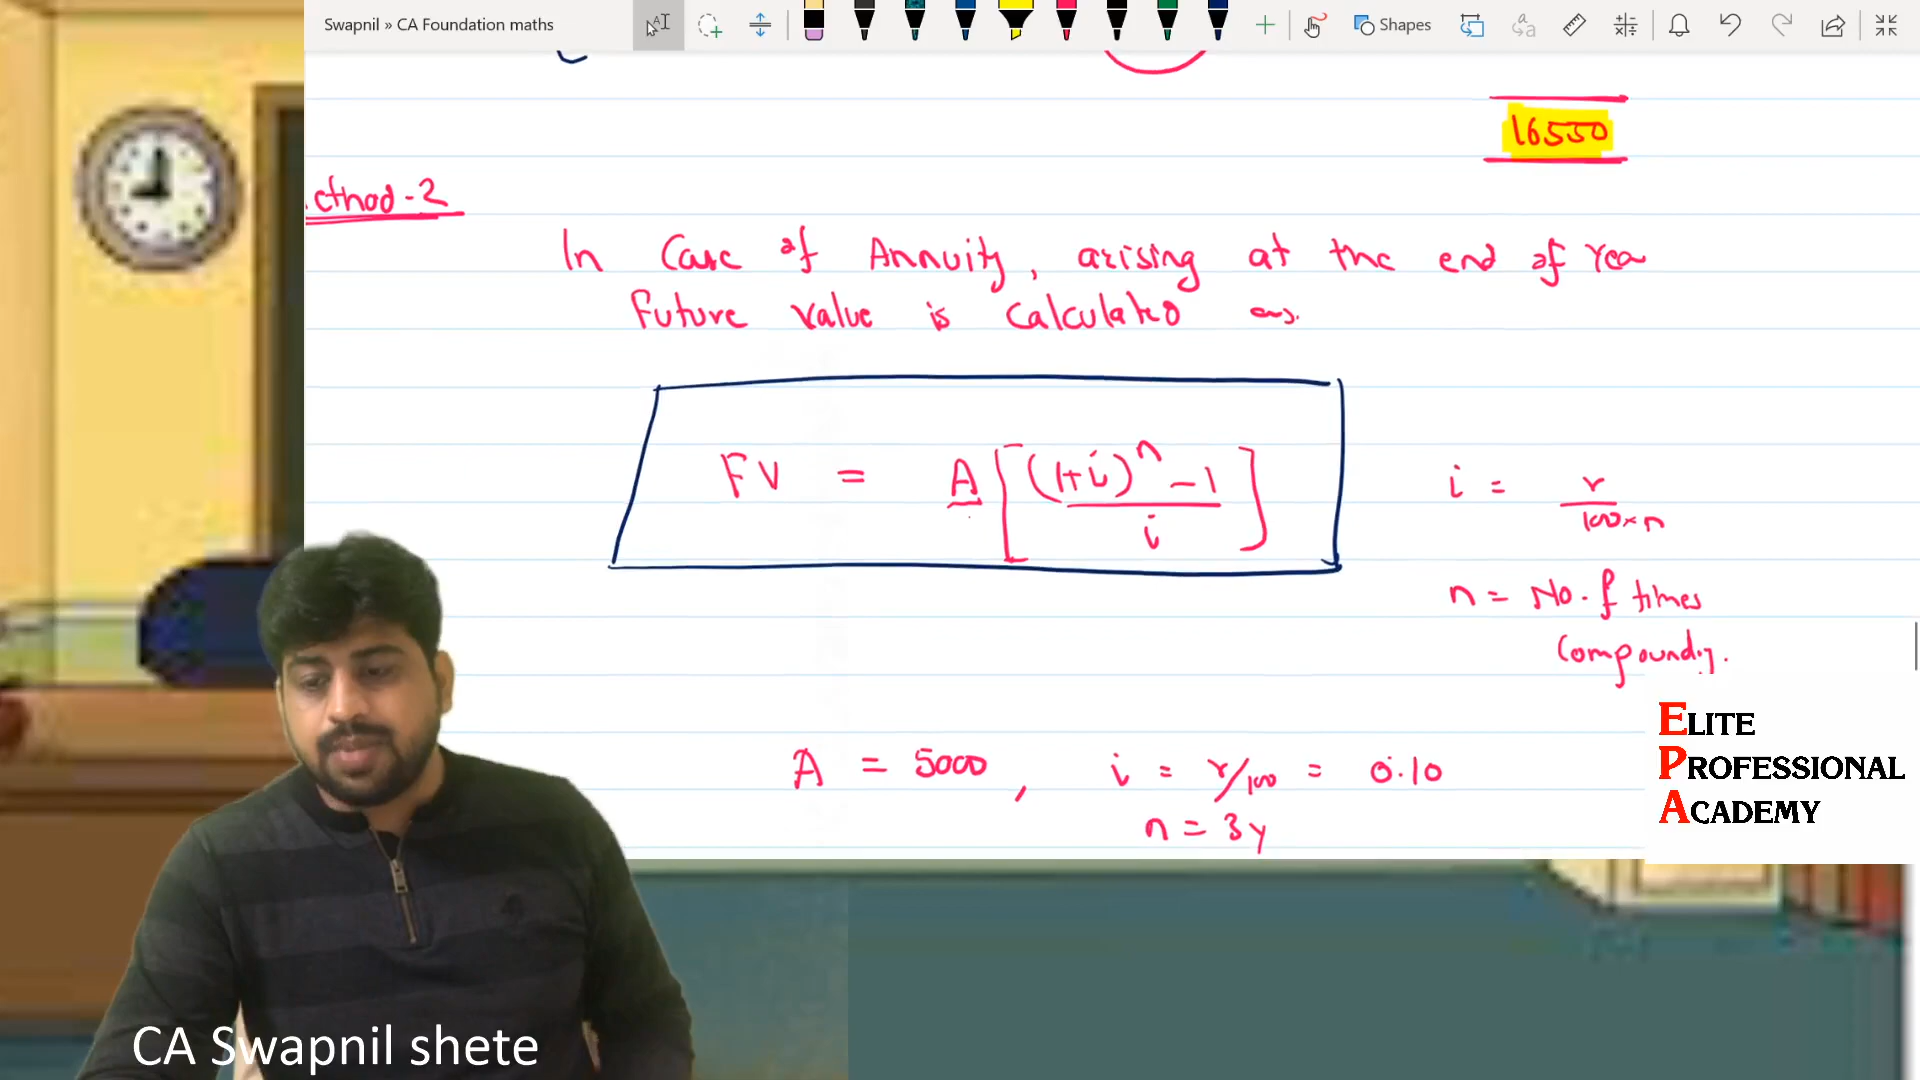 Swapnil » CA Foundation maths
Shapes
16550
ethod-2
In Case of Annuity, arising at the end of Yea
Future value is calculated as.
FV = A [ (1+i)^n - 1 / i ]
i = r / 100×n
n = No. of times
Compoundig.
A = 5000, i = r/100 = 0.10
n = 3y
ELITE
PROFESSIONAL
ACADEMY
CA Swapnil shete